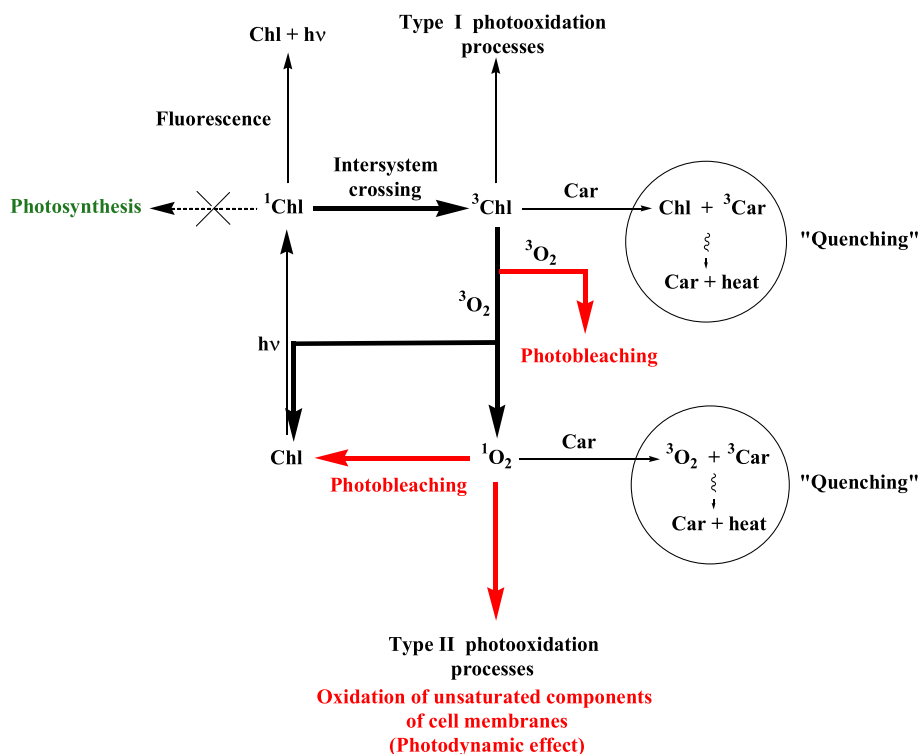 Chl + hν
Type I photooxidation
processes
Fluorescence
Intersystem
crossing
Photosynthesis
¹Chl
³Chl
Car
Chl + ³Car
"Quenching"
Car + heat
³O₂
³O₂
hν
Photobleaching
Chl
Photobleaching
¹O₂
Car
³O₂ + ³Car
"Quenching"
Car + heat
Type II photooxidation
processes
Oxidation of unsaturated components
of cell membranes
(Photodynamic effect)